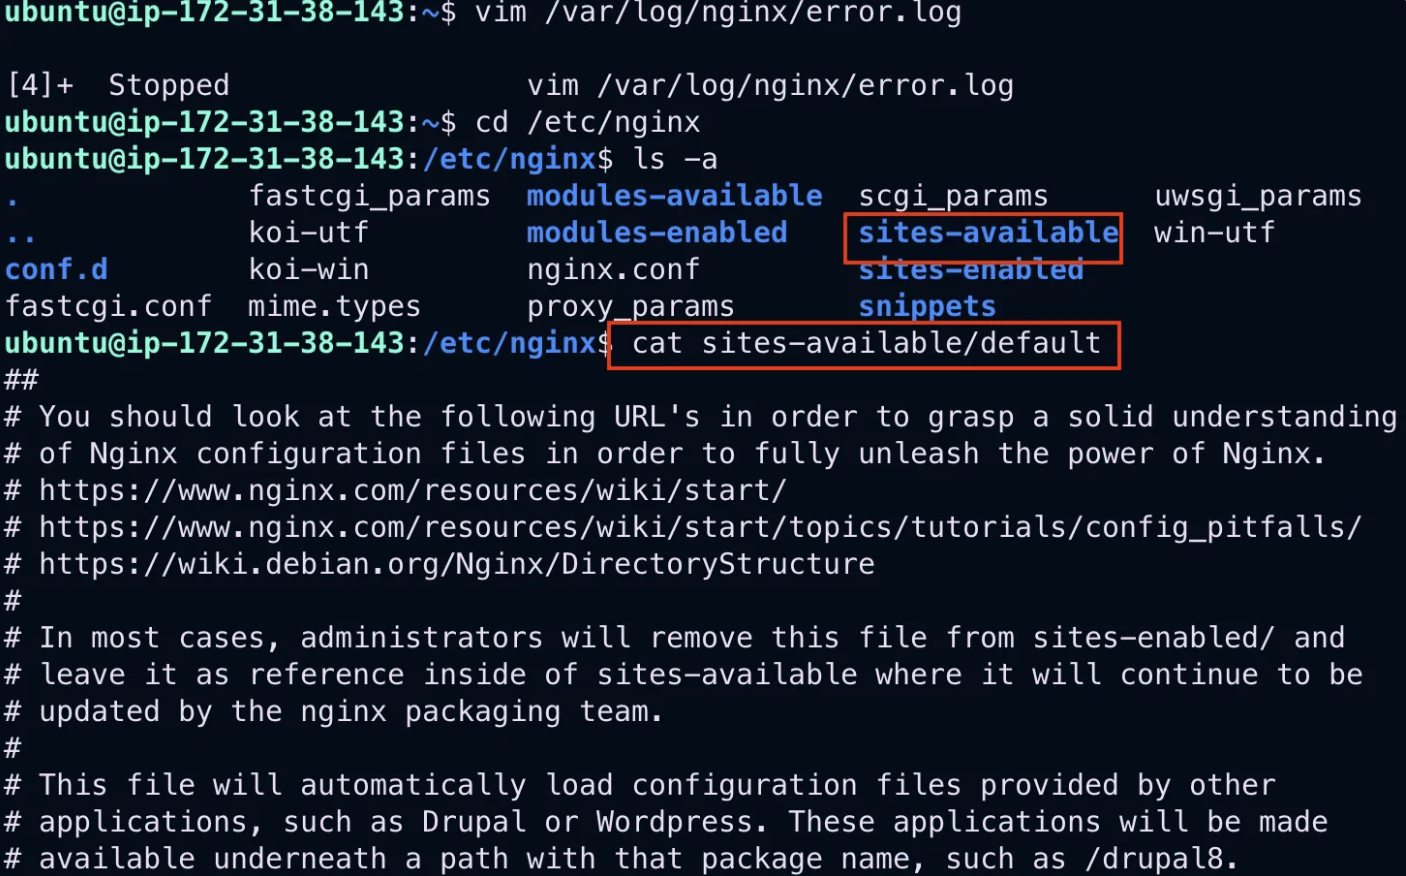 ubuntu@ip-172-31-38-143:~$ vim /var/log/nginx/error.log
[4]+  Stopped                 vim /var/log/nginx/error.log
ubuntu@ip-172-31-38-143:~$ cd /etc/nginx
ubuntu@ip-172-31-38-143:/etc/nginx$ ls -a
.             fastcgi_params  modules-available  scgi_params      uwsgi_params
..            koi-utf         modules-enabled    sites-available  win-utf
conf.d        koi-win         nginx.conf         sites-enabled
fastcgi.conf  mime.types      proxy_params       snippets
ubuntu@ip-172-31-38-143:/etc/nginx$ cat sites-available/default
##
# You should look at the following URL's in order to grasp a solid understanding
# of Nginx configuration files in order to fully unleash the power of Nginx.
# https://www.nginx.com/resources/wiki/start/
# https://www.nginx.com/resources/wiki/start/topics/tutorials/config_pitfalls/
# https://wiki.debian.org/Nginx/DirectoryStructure
#
# In most cases, administrators will remove this file from sites-enabled/ and
# leave it as reference inside of sites-available where it will continue to be
# updated by the nginx packaging team.
#
# This file will automatically load configuration files provided by other
# applications, such as Drupal or Wordpress. These applications will be made
# available underneath a path with that package name, such as /drupal8.